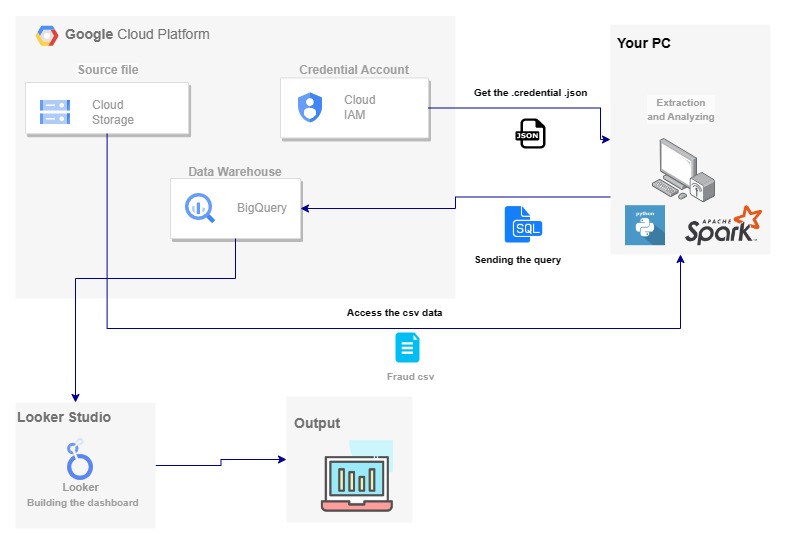 Google Cloud Platform
Source file
Cloud
Storage
Credential Account
Cloud
IAM
Data Warehouse
BigQuery
Get the .credential .json
JSON
SQL
Sending the query
Your PC
Extraction
and Analyzing
python
APACHE
Spark
Access the csv data
Fraud csv
Looker Studio
Looker
Building the dashboard
Output